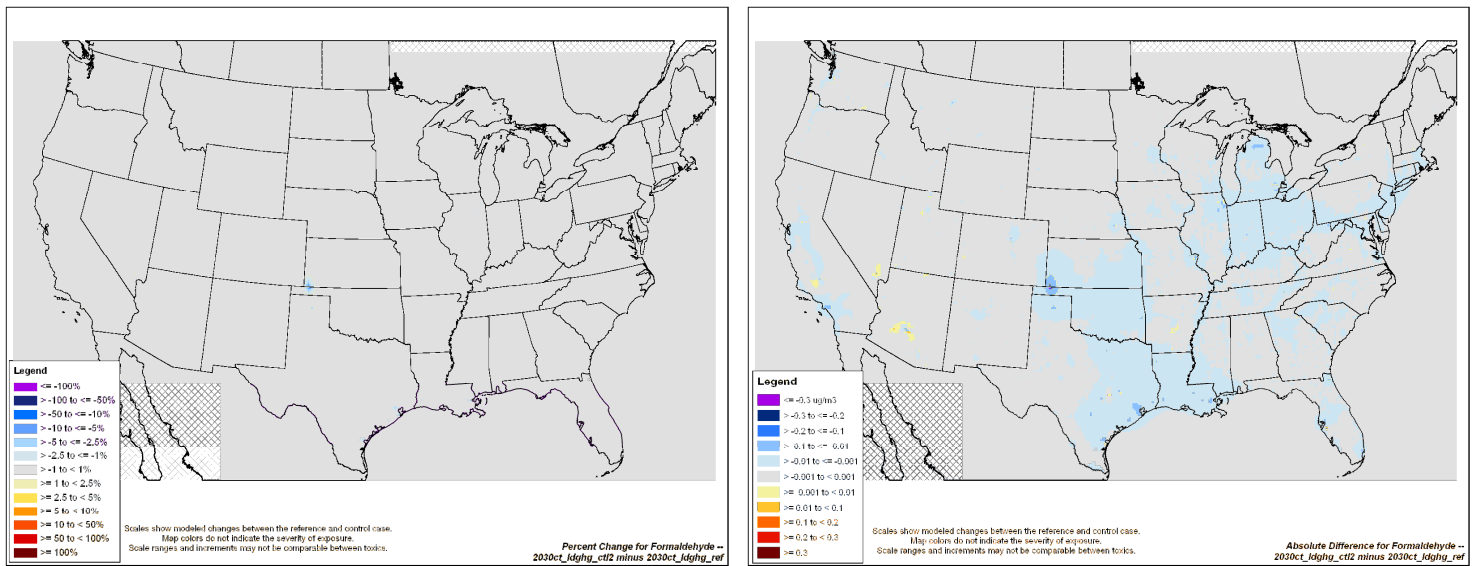 Legend
<= -100%
> -100 to <= -50%
> -50 to <= -10%
> -10 to <= -5%
> -5 to <= -2.5%
> -2.5 to <= -1%
> -1 to < 1%
>= 1 to < 2.5%
>= 2.5 to < 5%
>= 5 to < 10%
>= 10 to < 50%
>= 50 to < 100%
>= 100%
Scales show modeled changes between the reference and control case.
Map colors do not indicate the severity of exposure.
Scale ranges and increments may not be comparable between toxics.
Percent Change for Formaldehyde --
2030ct_ldghg_ctl2 minus 2030ct_ldghg_ref
Legend
<= -0.3 ug/m3
> -0.3 to <= -0.2
> -0.2 to <= -0.1
> -0.1 to <= -0.01
> -0.01 to <= -0.001
> -0.001 to < 0.001
>= 0.001 to < 0.01
>= 0.01 to < 0.1
>= 0.1 to < 0.2
>= 0.2 to < 0.3
>= 0.3
Scales show modeled changes between the reference and control case.
Map colors do not indicate the severity of exposure.
Scale ranges and increments may not be comparable between toxics.
Absolute Difference for Formaldehyde --
2030ct_ldghg_ctl2 minus 2030ct_ldghg_ref